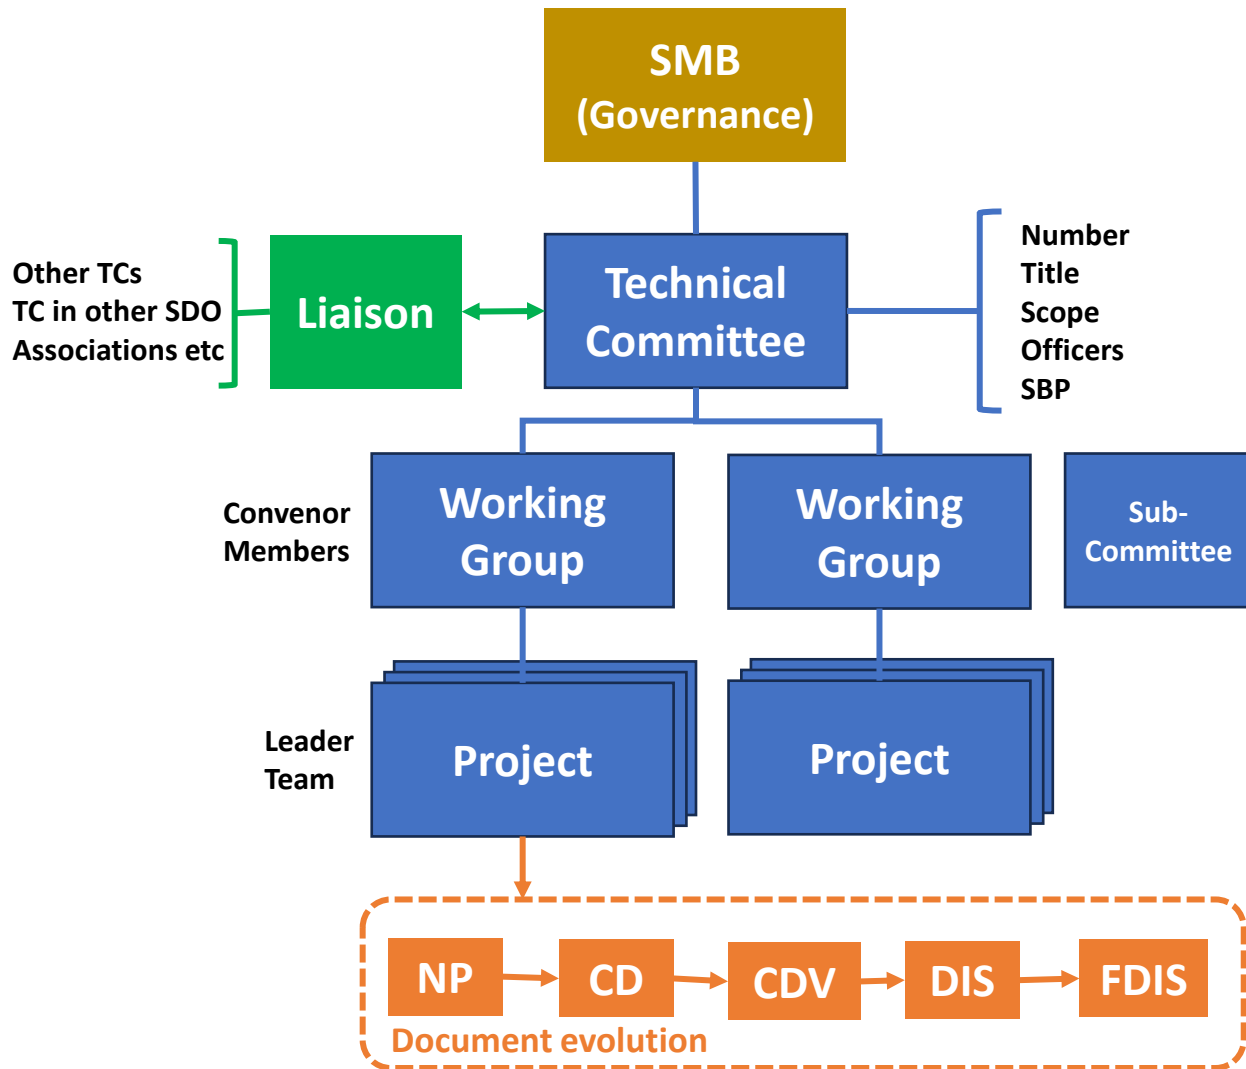 SMB
(Governance)
Other TCs
TC in other SDO
Associations etc
Liaison
Technical
Committee
Number
Title
Scope
Officers
SBP
Convenor
Members
Working
Group
Working
Group
Sub-
Committee
Leader
Team
Project
Project
NP
CD
CDV
DIS
FDIS
Document evolution